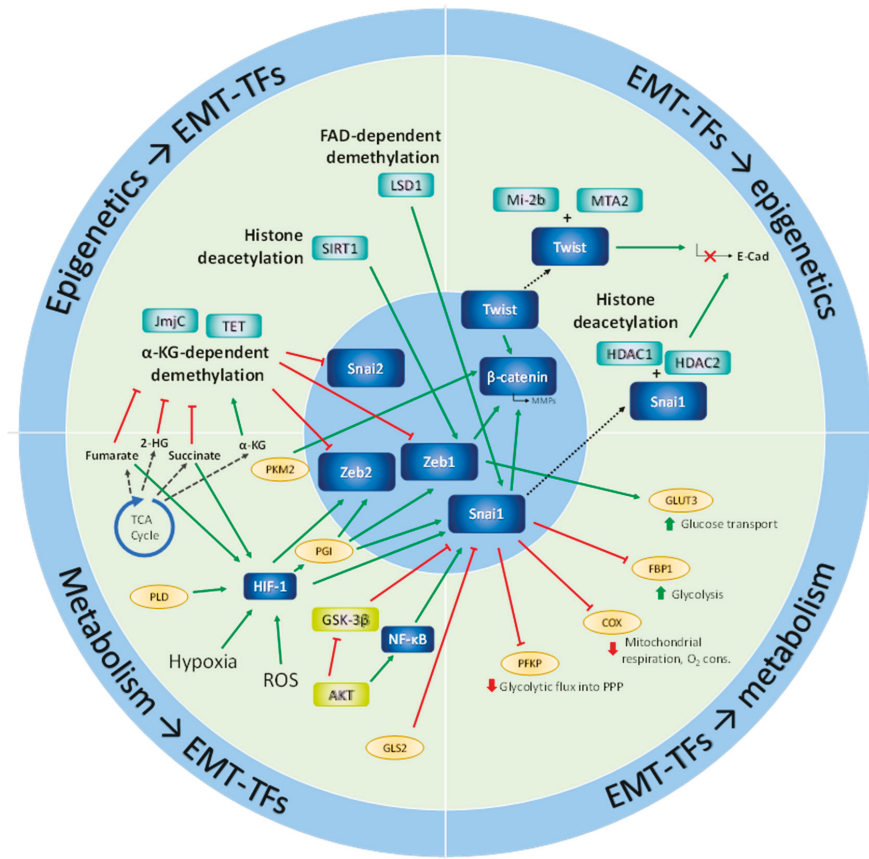 Epigenetics → EMT-TFs
EMT-TFs → epigenetics
FAD-dependent
demethylation
LSD1
Histone
deacetylation
SIRT1
JmjC
TET
α-KG-dependent
demethylation
Snai2
Mi-2b
MTA2
+
Twist
E-Cad
Twist
Histone
deacetylation
HDAC1
HDAC2
+
Snai1
β-catenin
MMPs
Fumarate
2-HG
Succinate
α-KG
PKM2
Zeb2
Zeb1
Snai1
TCA
Cycle
PGI
PLD
HIF-1
GSK-3β
NF-κB
Hypoxia
ROS
AKT
GLS2
GLUT3
Glucose transport
FBP1
Glycolysis
COX
Mitochondrial
respiration, O₂ cons.
PFKP
Glycolytic flux into PPP
Metabolism → EMT-TFs
EMT-TFs → metabolism